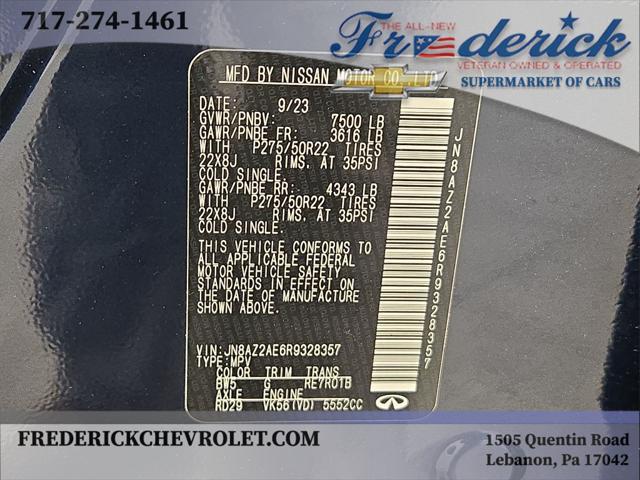 717-274-1461
THE ALL-NEW
Frederick
VETERAN OWNED & OPERATED
SUPERMARKET OF CARS
MFD BY NISSAN MOTOR CO.,LTD.
DATE: 9/23
GVWR/PNBV: 7500 LB
GAWR/PNBE FR: 3616 LB
WITH P275/50R22 TIRES
22X8J RIMS. AT 35PSI
COLD SINGLE.
GAWR/PNBE RR: 4343 LB
WITH P275/50R22 TIRES
22X8J RIMS. AT 35PSI
COLD SINGLE.
THIS VEHICLE CONFORMS TO
ALL APPLICABLE FEDERAL
MOTOR VEHICLE SAFETY
STANDARDS IN EFFECT ON
THE DATE OF MANUFACTURE
SHOWN ABOVE.
VIN:JN8AZ2AE6R9328357
TYPE:MPV
COLOR TRIM TRANS
BW5 G RE7R01B
AXLE ENGINE
RD29 VK56(VD) 5552CC
JN8AZ2AE6R9328357
FREDERICKCHEVROLET.COM
1505 Quentin Road
Lebanon, Pa 17042